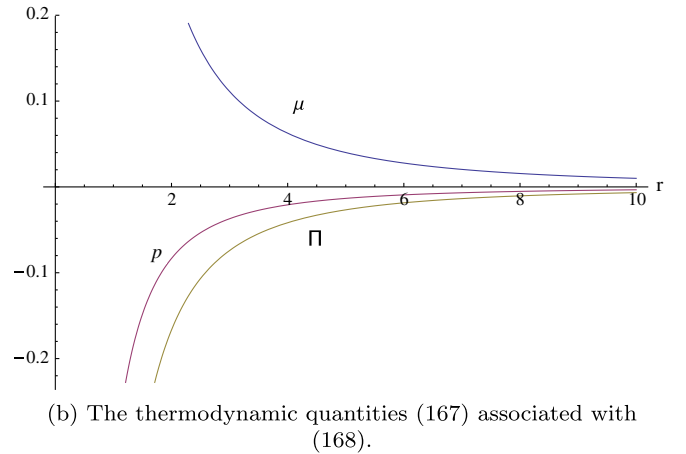 0.2
0.1
μ
r
2 4 6 8 10
p
Π
−0.1
−0.2
(b) The thermodynamic quantities (167) associated with
(168).